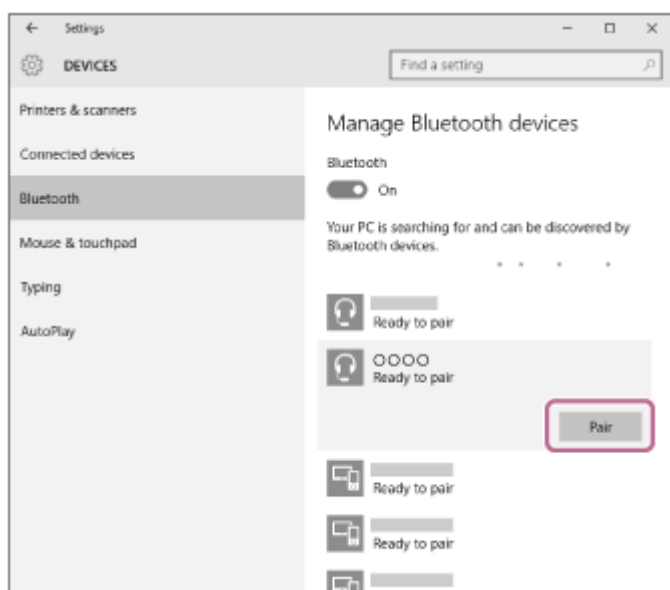 Settings
DEVICES
Find a setting
Printers & scanners
Connected devices
Bluetooth
Mouse & touchpad
Typing
AutoPlay
Manage Bluetooth devices
Bluetooth
On
Your PC is searching for and can be discovered by
Bluetooth devices.
Ready to pair
OOOO
Ready to pair
Pair
Ready to pair
Ready to pair